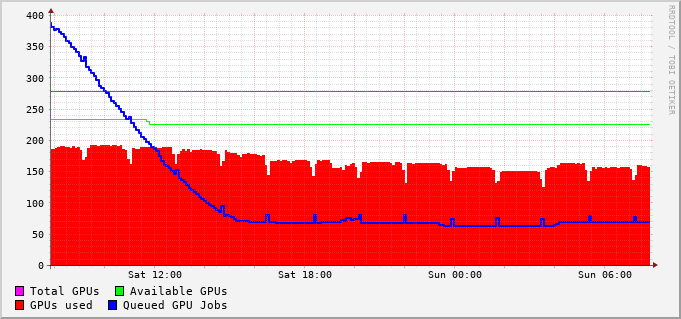 400
350
300
250
200
150
100
50
0
Sat 12:00 Sat 18:00 Sun 00:00 Sun 06:00
Total GPUs Available GPUs
GPUs used Queued GPU Jobs
RRDTOOL / TOBI OETIKER